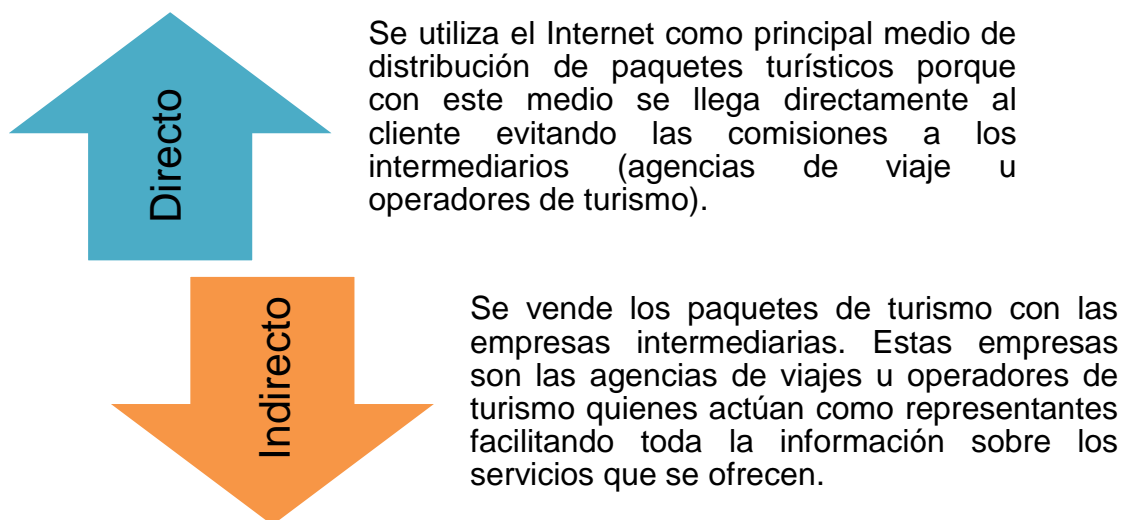 Directo
Se utiliza el Internet como principal medio de
distribución de paquetes turísticos porque
con este medio se llega directamente al
cliente evitando las comisiones a los
intermediarios (agencias de viaje u
operadores de turismo).
Indirecto
Se vende los paquetes de turismo con las
empresas intermediarias. Estas empresas
son las agencias de viajes u operadores de
turismo quienes actúan como representantes
facilitando toda la información sobre los
servicios que se ofrecen.